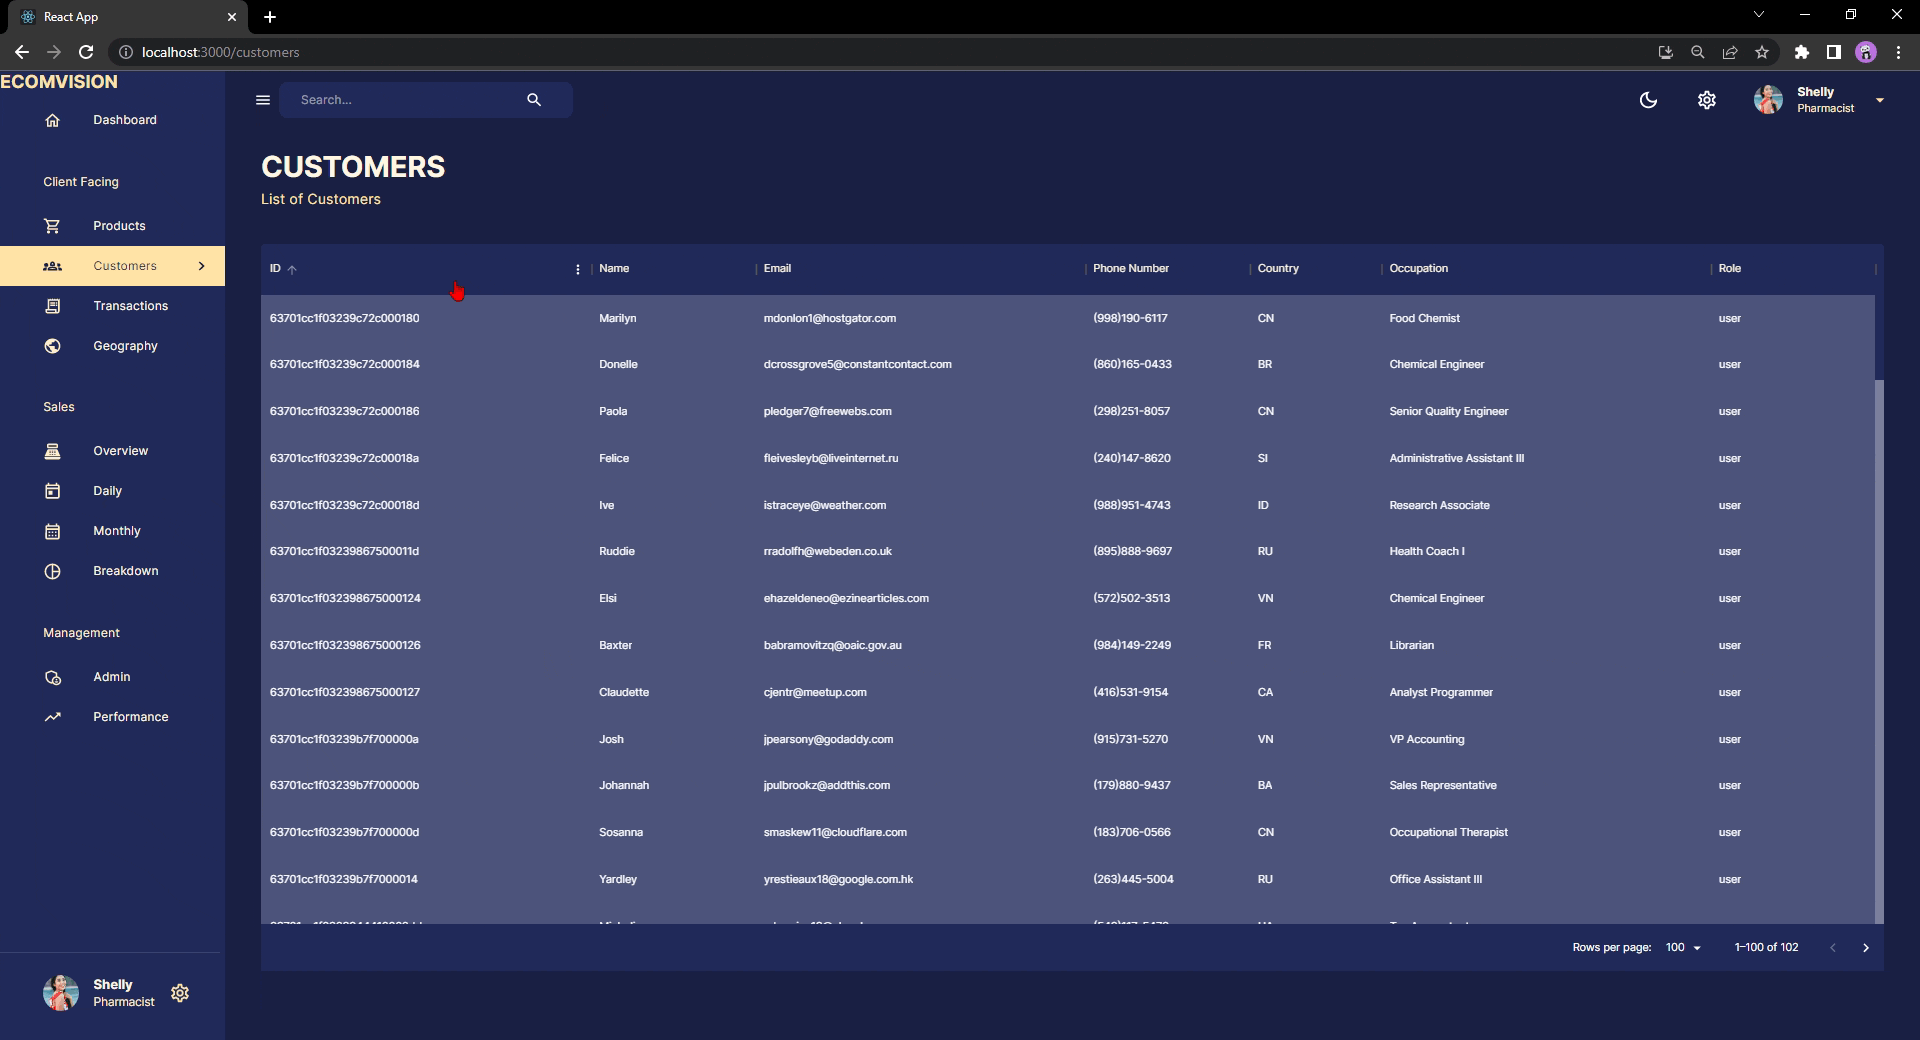 React App
localhost:3000/customers
ECOMVISION
Dashboard
Client Facing
Products
Customers
Transactions
Geography
Sales
Overview
Daily
Monthly
Breakdown
Management
Admin
Performance
Shelly
Pharmacist
Search...
Shelly
Pharmacist
CUSTOMERS
List of Customers
ID Name Email Phone Number Country Occupation Role
63701cc1f03239c72c000180 Marilyn mdonlon1@hostgator.com (998)190-6117 CN Food Chemist user
63701cc1f03239c72c000184 Donelle dcrossgrove5@constantcontact.com (860)165-0433 BR Chemical Engineer user
63701cc1f03239c72c000186 Paola pledger7@freewebs.com (298)251-8057 CN Senior Quality Engineer user
63701cc1f03239c72c00018a Felice fleivesleyb@liveinternet.ru (240)147-8620 SI Administrative Assistant III user
63701cc1f03239c72c00018d Ive istraceye@weather.com (988)951-4743 ID Research Associate user
63701cc1f03239867500011d Ruddie rradolfh@webeden.co.uk (895)888-9697 RU Health Coach I user
63701cc1f032398675000124 Elsi ehazeldeneo@ezinearticles.com (572)502-3513 VN Chemical Engineer user
63701cc1f032398675000126 Baxter babramovitzq@oaic.gov.au (984)149-2249 FR Librarian user
63701cc1f032398675000127 Claudette cjentr@meetup.com (416)531-9154 CA Analyst Programmer user
63701cc1f03239b7f700000a Josh jpearsony@godaddy.com (915)731-5270 VN VP Accounting user
63701cc1f03239b7f700000b Johannah jpulbrookz@addthis.com (179)880-9437 BA Sales Representative user
63701cc1f03239b7f700000d Sosanna smaskew11@cloudflare.com (183)706-0566 CN Occupational Therapist user
63701cc1f03239b7f7000014 Yardley yrestieaux18@google.com.hk (263)445-5004 RU Office Assistant III user
Rows per page: 100 1–100 of 102